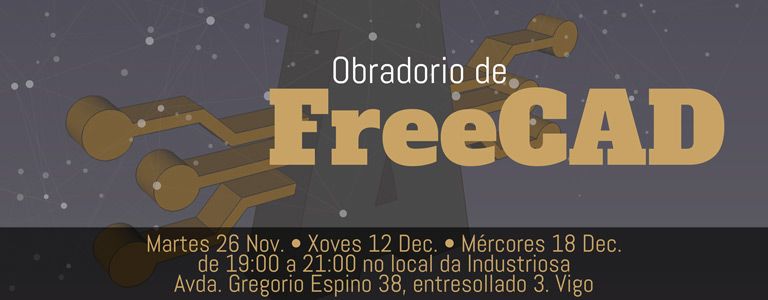 Obradorio de
FreeCAD
Martes 26 Nov. • Xoves 12 Dec. • Mércores 18 Dec.
de 19:00 a 21:00 no local da Industriosa
Avda. Gregorio Espino 38, entresollado 3. Vigo